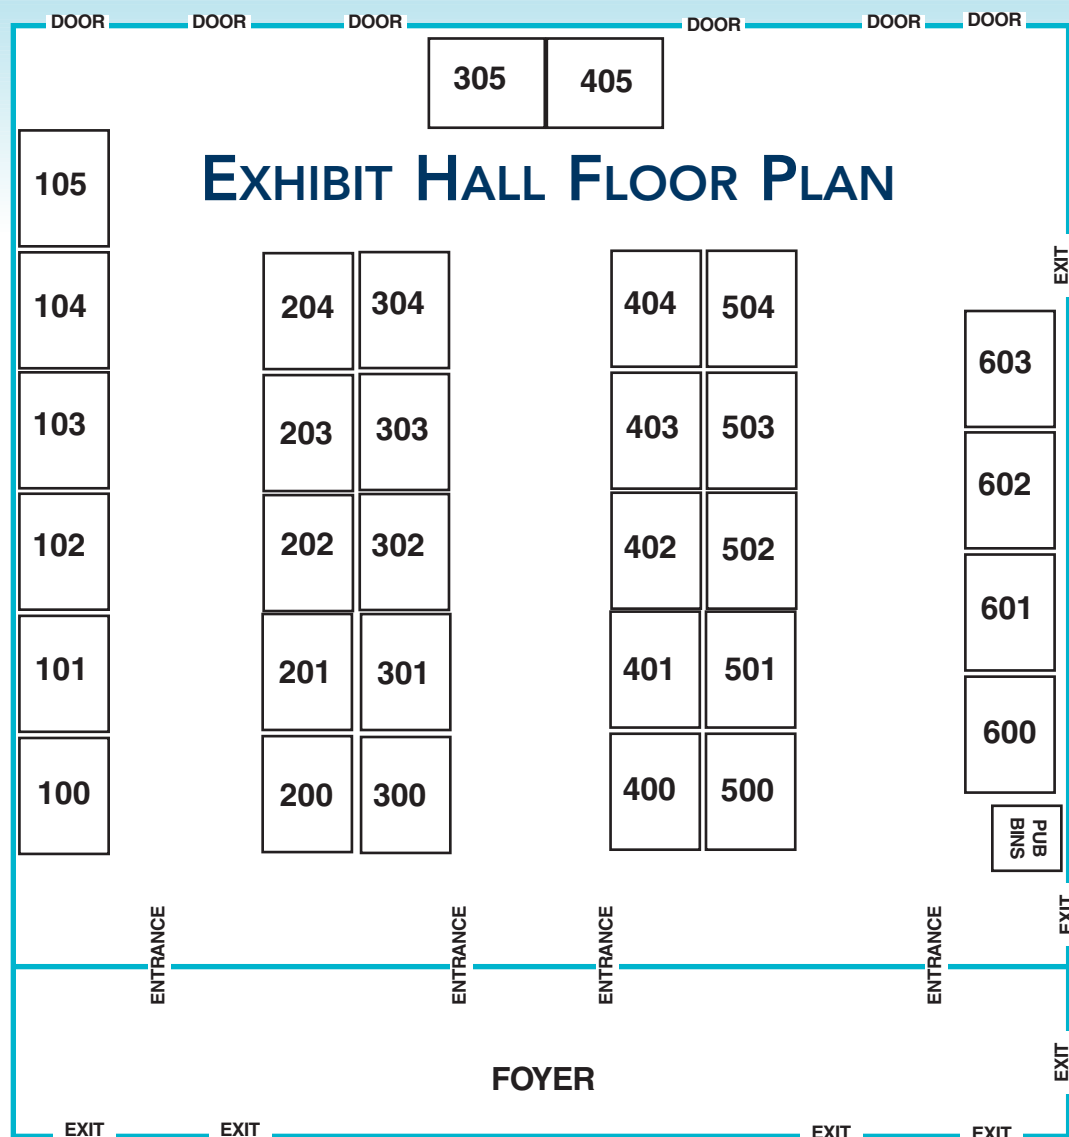 DOOR DOOR DOOR DOOR DOOR DOOR
305 405
EXHIBIT HALL FLOOR PLAN
105
EXIT
104 204 304 404 504
603
103 203 303 403 503
602
102 202 302 402 502
601
101 201 301 401 501
600
100 200 300 400 500
PUB
BINS
EXIT
ENTRANCE ENTRANCE ENTRANCE ENTRANCE
EXIT
FOYER
EXIT EXIT EXIT EXIT